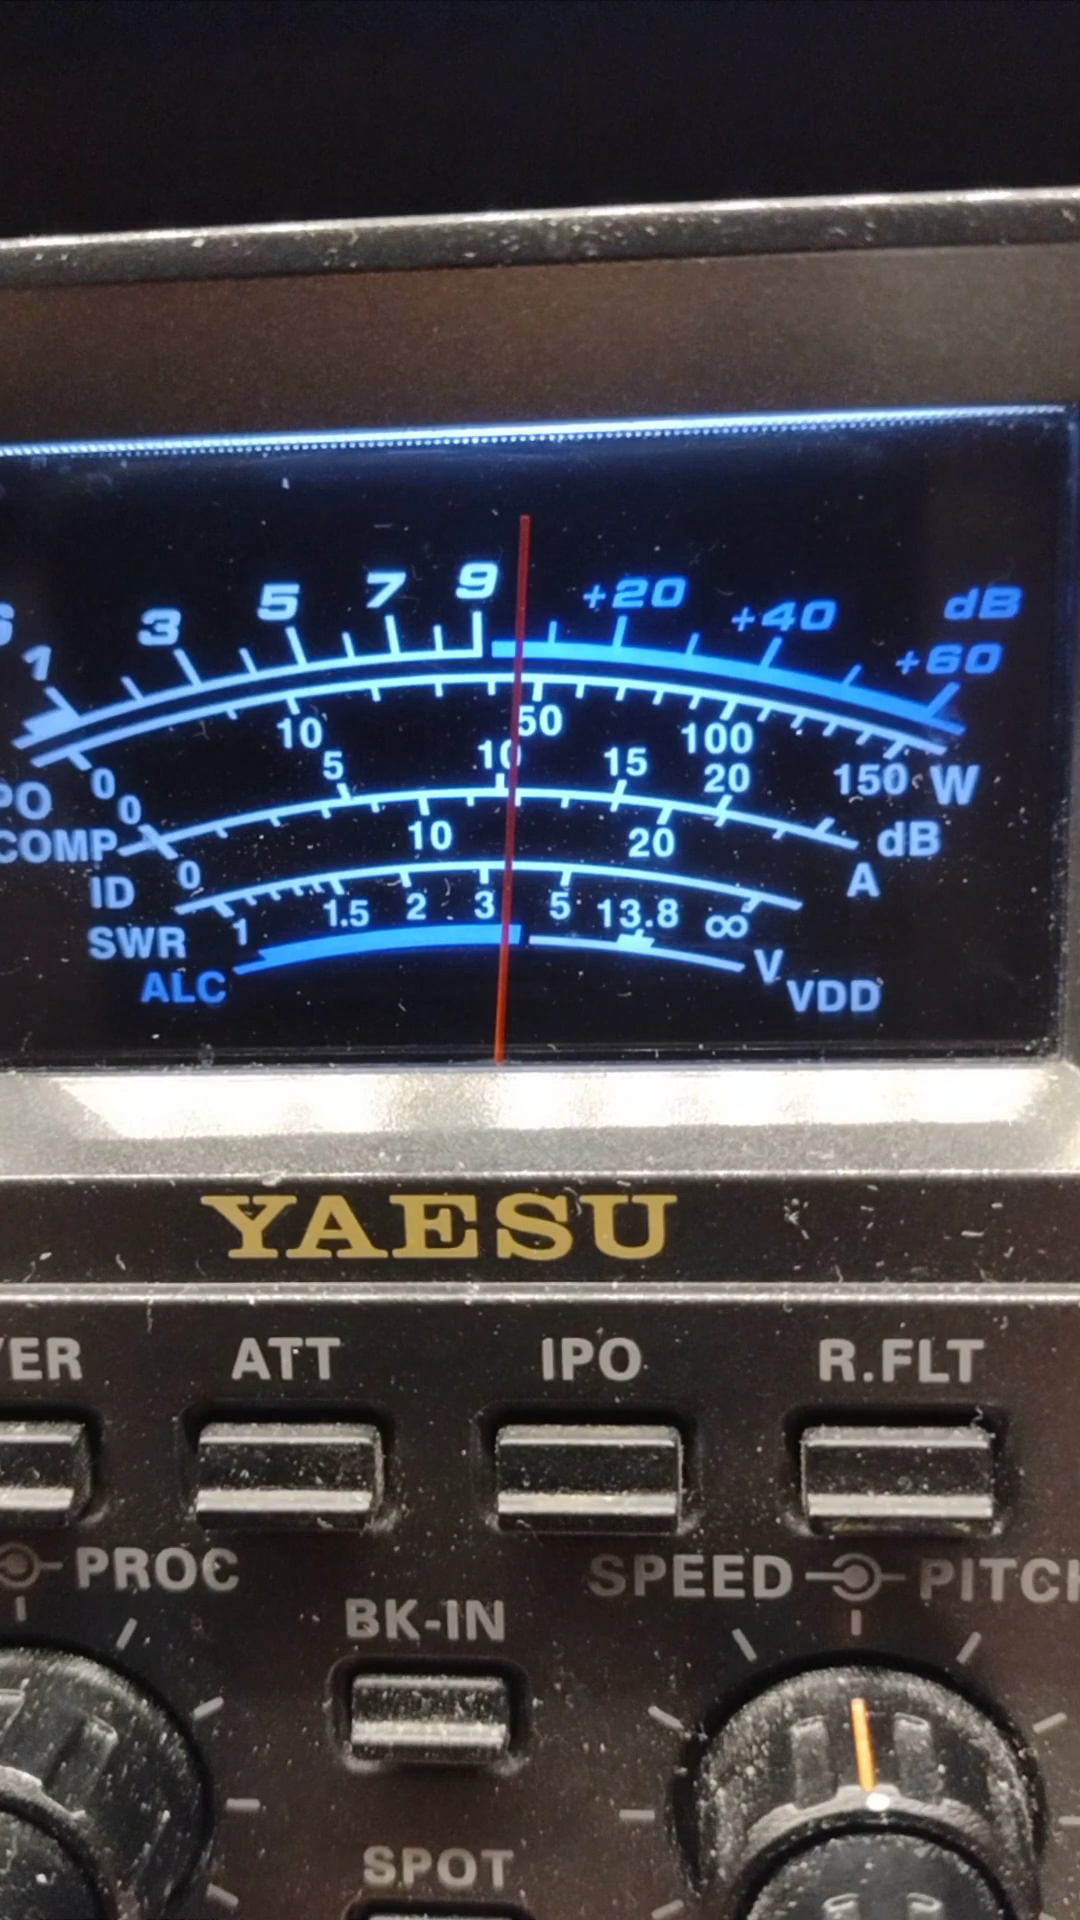 S 1 3 5 7 9 +20 +40 +60 dB
PO 0 10 50 100 150 W
COMP 0 5 10 15 20 dB
ID 0 10 20 A
SWR 1 1.5 2 3 5 ∞
ALC 13.8 V VDD
YAESU
YER ATT IPO R.FLT
PROC SPEED PITCH
BK-IN
SPOT